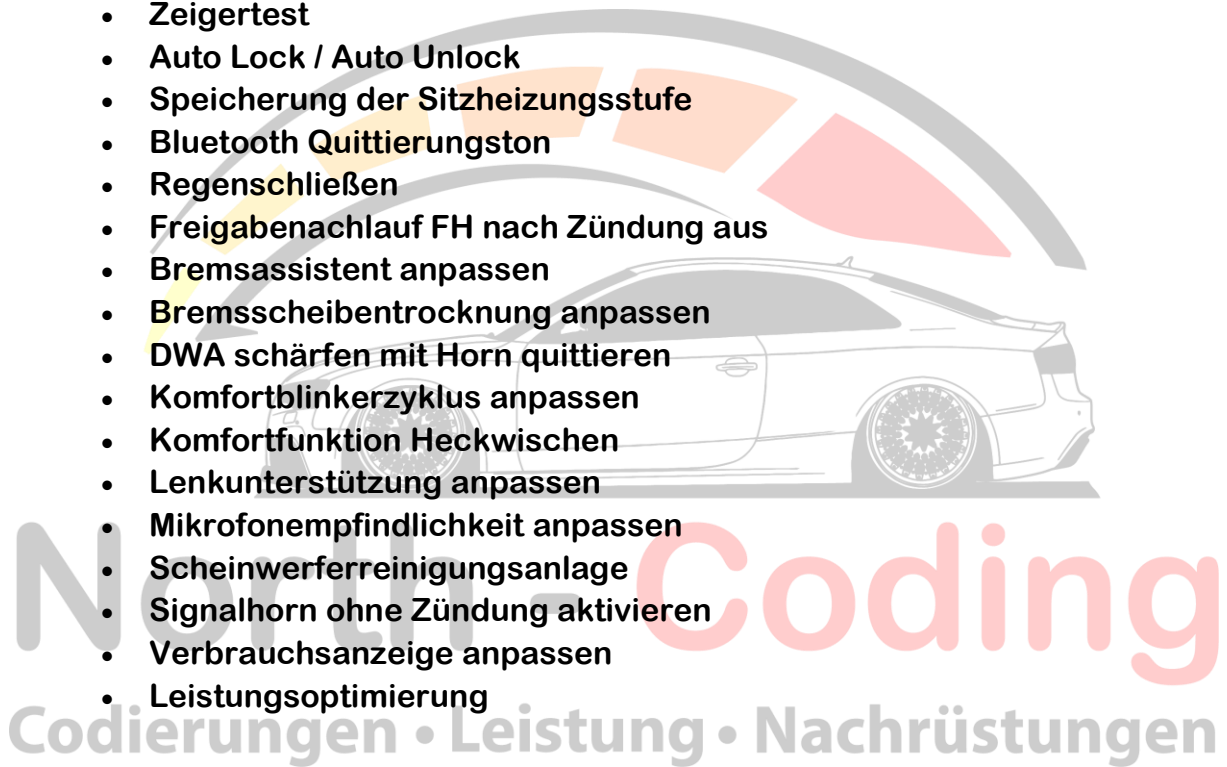 • Zeigertest
• Auto Lock / Auto Unlock
• Speicherung der Sitzheizungsstufe
• Bluetooth Quittierungston
• Regenschließen
• Freigabenachlauf FH nach Zündung aus
• Bremsassistent anpassen
• Bremsscheibentrocknung anpassen
• DWA schärfen mit Horn quittieren
• Komfortblinkerzyklus anpassen
• Komfortfunktion Heckwischen
• Lenkunterstützung anpassen
• Mikrofonempfindlichkeit anpassen
• Scheinwerferreinigungsanlage
• Signalhorn ohne Zündung aktivieren
• Verbrauchsanzeige anpassen
• Leistungsoptimierung
North - Coding
Codierungen • Leistung • Nachrüstungen